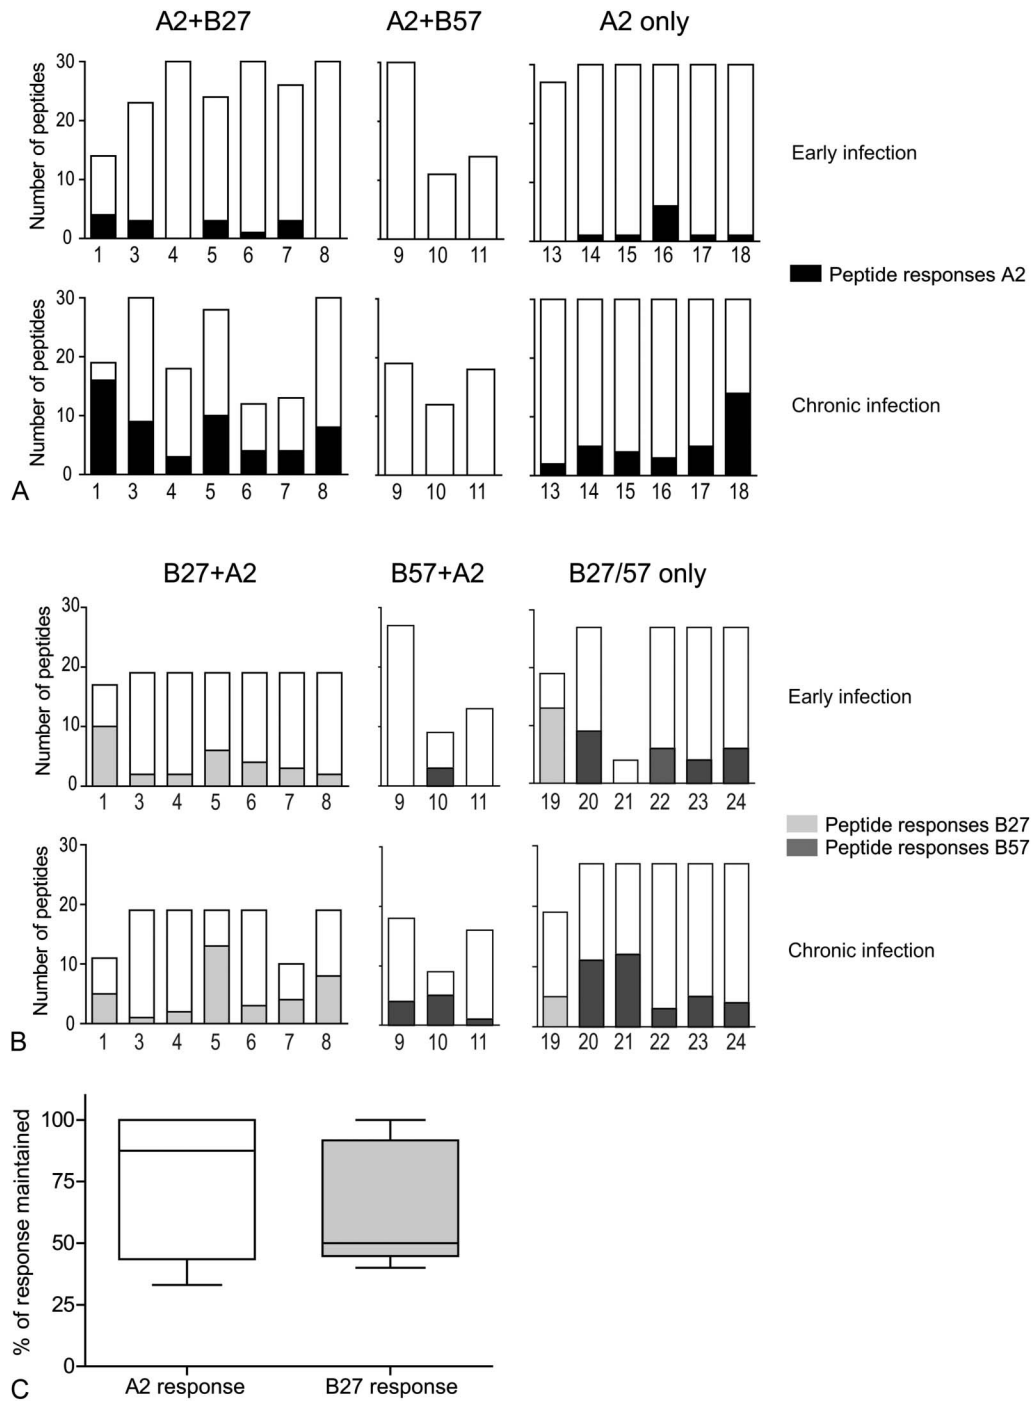 A2+B27 A2+B57 A2 only
Number of peptides
30
20
10
0
1 3 4 5 6 7 8 9 10 11 13 14 15 16 17 18
Early infection
Peptide responses A2
Number of peptides
30
20
10
0
1 3 4 5 6 7 8 9 10 11 13 14 15 16 17 18
Chronic infection
A
B27+A2 B57+A2 B27/57 only
Number of peptides
30
20
10
0
1 3 4 5 6 7 8 9 10 11 19 20 21 22 23 24
Early infection
Peptide responses B27
Peptide responses B57
Number of peptides
30
20
10
0
1 3 4 5 6 7 8 9 10 11 19 20 21 22 23 24
Chronic infection
B
% of response maintained
100
75
50
25
0
A2 response B27 response
C